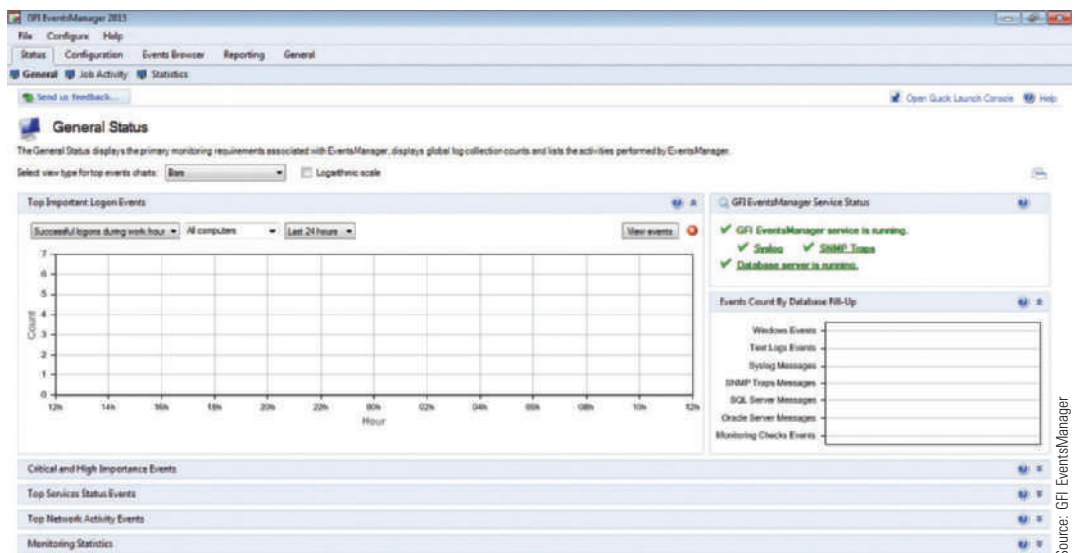 GFI EventsManager 2013
File Configure Help
Status Configuration Events Browser Reporting General
General Job Activity Statistics
Send us feedback... Open Quick Launch Console Help
General Status
The General Status displays the primary monitoring requirements associated with EventsManager, displays global log collection counts and lists the activities performed by EventsManager.
Select view type for top events charts: Bars Logarithmic scale
Top Important Logon Events
Successful logons during work hour All computers Last 24 hours View events
7
6
5
4
3
2
1
0
Count
12h 14h 16h 18h 20h 22h 00h 02h 04h 06h 08h 10h 12h
Hour
GFI EventsManager Service Status
GFI EventsManager service is running.
Syslog SNMP Traps
Database server is running.
Events Count By Database Fill-Up
Windows Events
Text Logs Events
Syslog Messages
SNMP Traps Messages
SQL Server Messages
Oracle Server Messages
Monitoring Checks Events
Critical and High Importance Events
Top Services Status Events
Top Network Activity Events
Monitoring Statistics
Source: GFI EventsManager